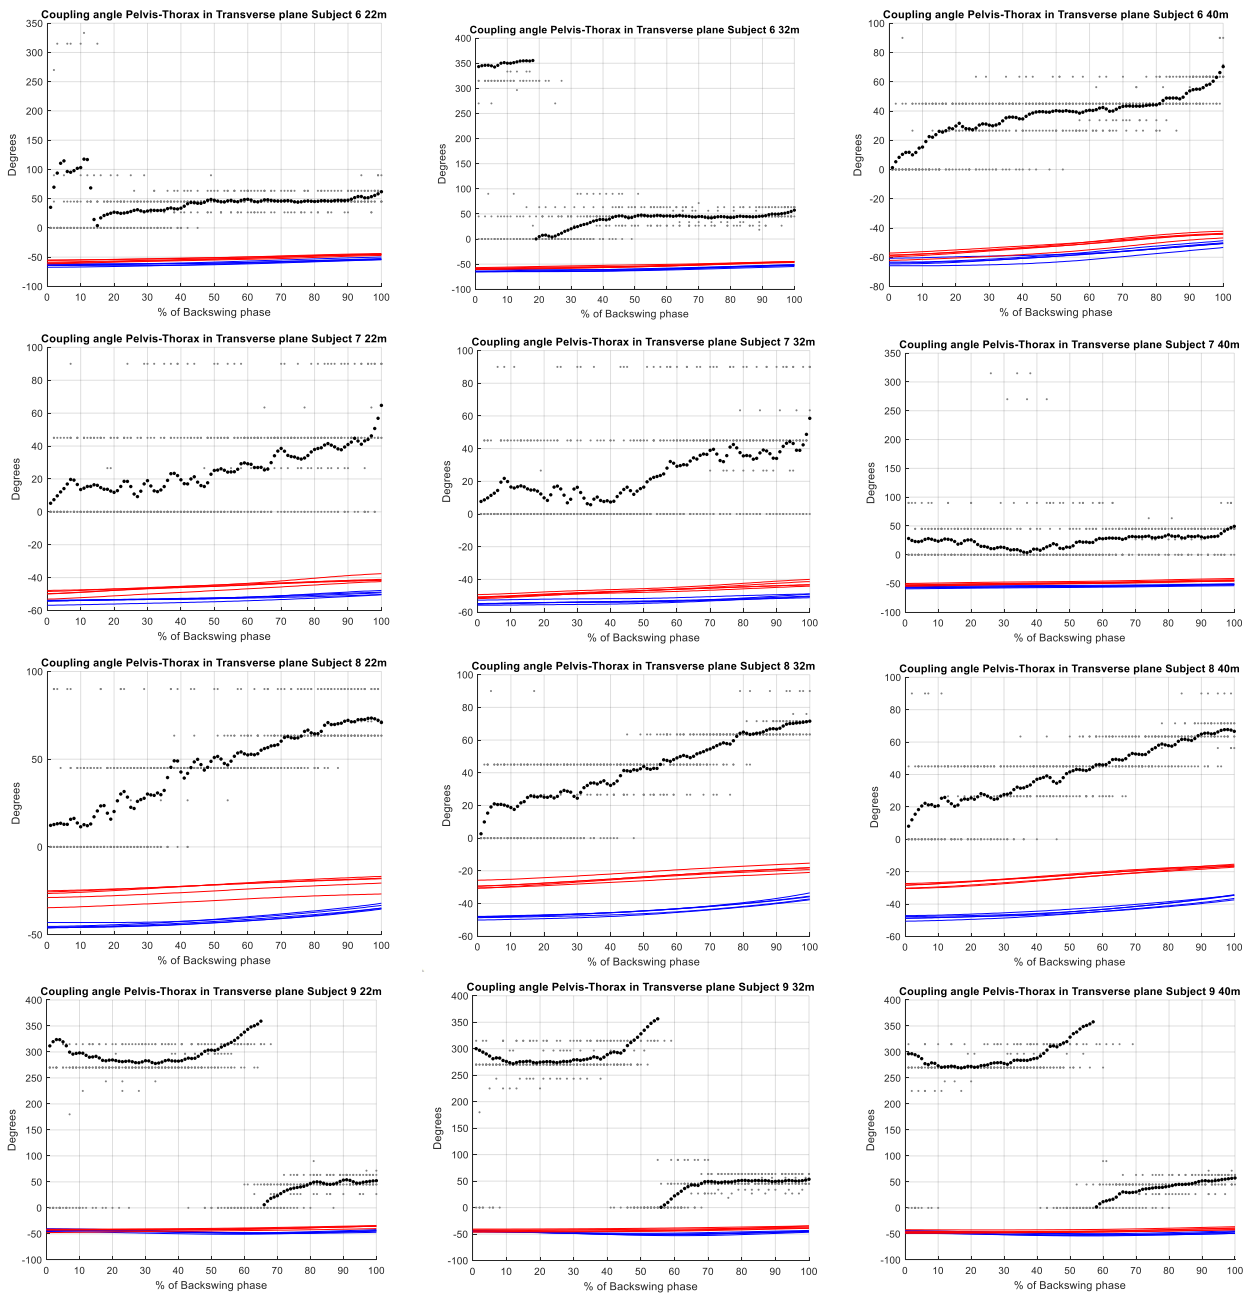 Coupling angle Pelvis-Thorax in Transverse plane Subject 6 22m
350
300
250
200
150
100
50
0
-50
-100
Degrees
0 10 20 30 40 50 60 70 80 90 100
% of Backswing phase
Coupling angle Pelvis-Thorax in Transverse plane Subject 6 32m
400
350
300
250
200
150
100
50
0
-50
-100
Degrees
0 10 20 30 40 50 60 70 80 90 100
% of Backswing phase
Coupling angle Pelvis-Thorax in Transverse plane Subject 6 40m
100
80
60
40
20
0
-20
-40
-60
-80
Degrees
0 10 20 30 40 50 60 70 80 90 100
% of Backswing phase
Coupling angle Pelvis-Thorax in Transverse plane Subject 7 22m
100
80
60
40
20
0
-20
-40
-60
Degrees
0 10 20 30 40 50 60 70 80 90 100
% of Backswing phase
Coupling angle Pelvis-Thorax in Transverse plane Subject 7 32m
100
80
60
40
20
0
-20
-40
-60
Degrees
0 10 20 30 40 50 60 70 80 90 100
% of Backswing phase
Coupling angle Pelvis-Thorax in Transverse plane Subject 7 40m
350
300
250
200
150
100
50
0
-50
-100
Degrees
0 10 20 30 40 50 60 70 80 90 100
% of Backswing phase
Coupling angle Pelvis-Thorax in Transverse plane Subject 8 22m
100
50
0
-50
Degrees
0 10 20 30 40 50 60 70 80 90 100
% of Backswing phase
Coupling angle Pelvis-Thorax in Transverse plane Subject 8 32m
100
80
60
40
20
0
-20
-40
-60
Degrees
0 10 20 30 40 50 60 70 80 90 100
% of Backswing phase
Coupling angle Pelvis-Thorax in Transverse plane Subject 8 40m
100
80
60
40
20
0
-20
-40
-60
Degrees
0 10 20 30 40 50 60 70 80 90 100
% of Backswing phase
Coupling angle Pelvis-Thorax in Transverse plane Subject 9 22m
400
350
300
250
200
150
100
50
0
-50
-100
Degrees
0 10 20 30 40 50 60 70 80 90 100
% of Backswing phase
Coupling angle Pelvis-Thorax in Transverse plane Subject 9 32m
400
350
300
250
200
150
100
50
0
-50
-100
Degrees
0 10 20 30 40 50 60 70 80 90 100
% of Backswing phase
Coupling angle Pelvis-Thorax in Transverse plane Subject 9 40m
400
350
300
250
200
150
100
50
0
-50
-100
Degrees
0 10 20 30 40 50 60 70 80 90 100
% of Backswing phase